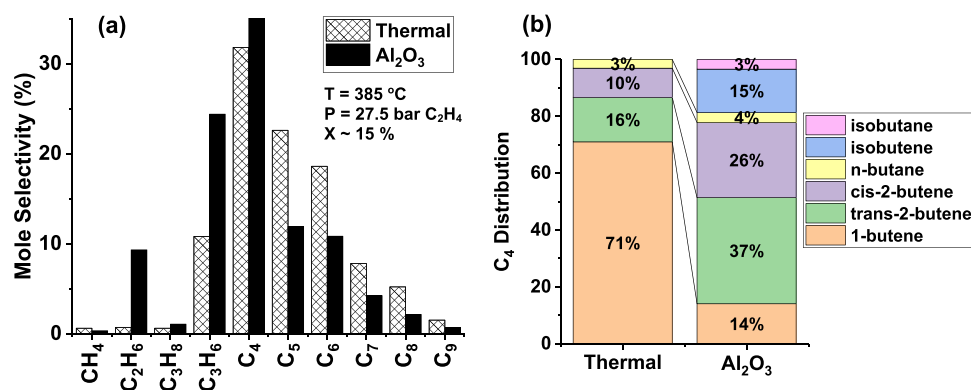 (a)
Thermal
Al₂O₃
T = 385 ºC
P = 27.5 bar C₂H₄
X ~ 15 %
Mole Selectivity (%)
30
20
10
0
CH₄
C₂H₆
C₃H₈
C₃H₆
C₄
C₅
C₆
C₇
C₈
C₉
(b)
C₄ Distribution
100
80
60
40
20
0
3%
10%
16%
71%
3%
15%
4%
26%
37%
14%
Thermal
Al₂O₃
isobutane
isobutene
n-butane
cis-2-butene
trans-2-butene
1-butene